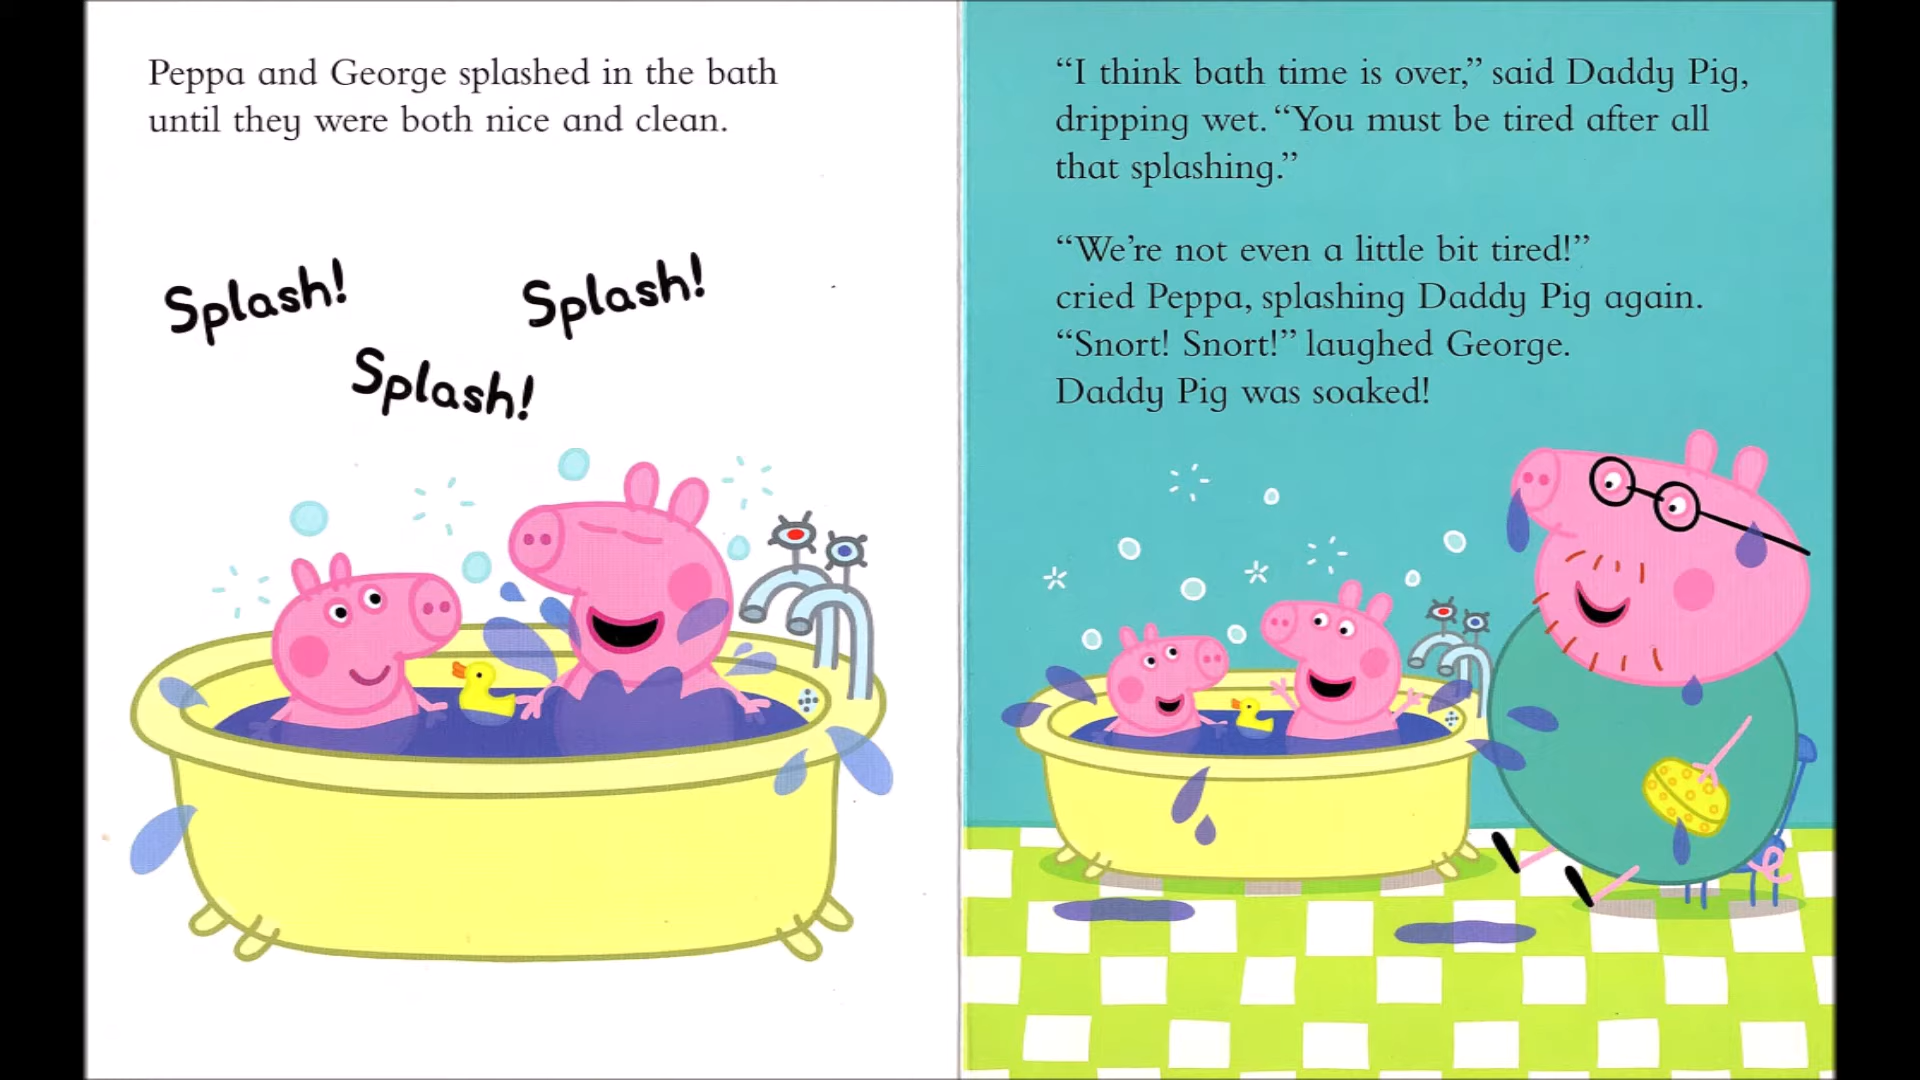 Peppa and George splashed in the bath
until they were both nice and clean.
Splash!
Splash!
Splash!
“I think bath time is over,” said Daddy Pig,
dripping wet. “You must be tired after all
that splashing.”
“We’re not even a little bit tired!”
cried Peppa, splashing Daddy Pig again.
“Snort! Snort!” laughed George.
Daddy Pig was soaked!